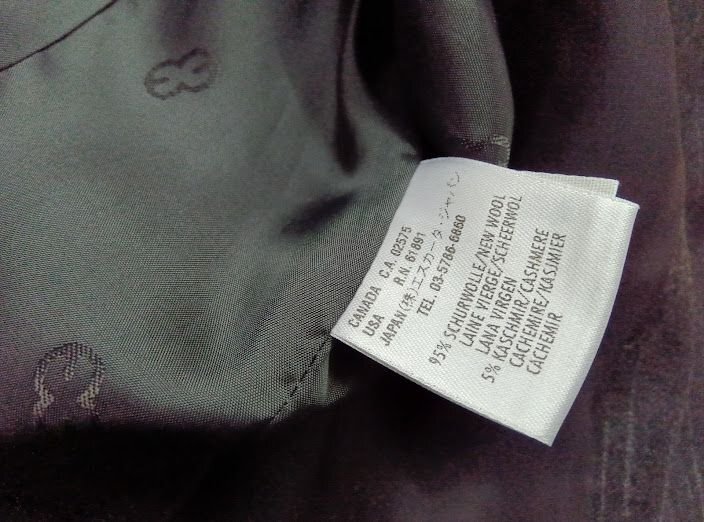 CANADA C.A. 02575
USA R.N. 61891
JAPAN (株)エスカーダ・ジャパン
TEL. 03-5786-6860
95% SCHURWOLLE/NEW WOOL
LAINE VIERGE/SCHEERWOL
LANA VIRGEN
5% KASCHMIR/CASHMERE
CACHEMIRE/KASJMIER
CACHEMIR